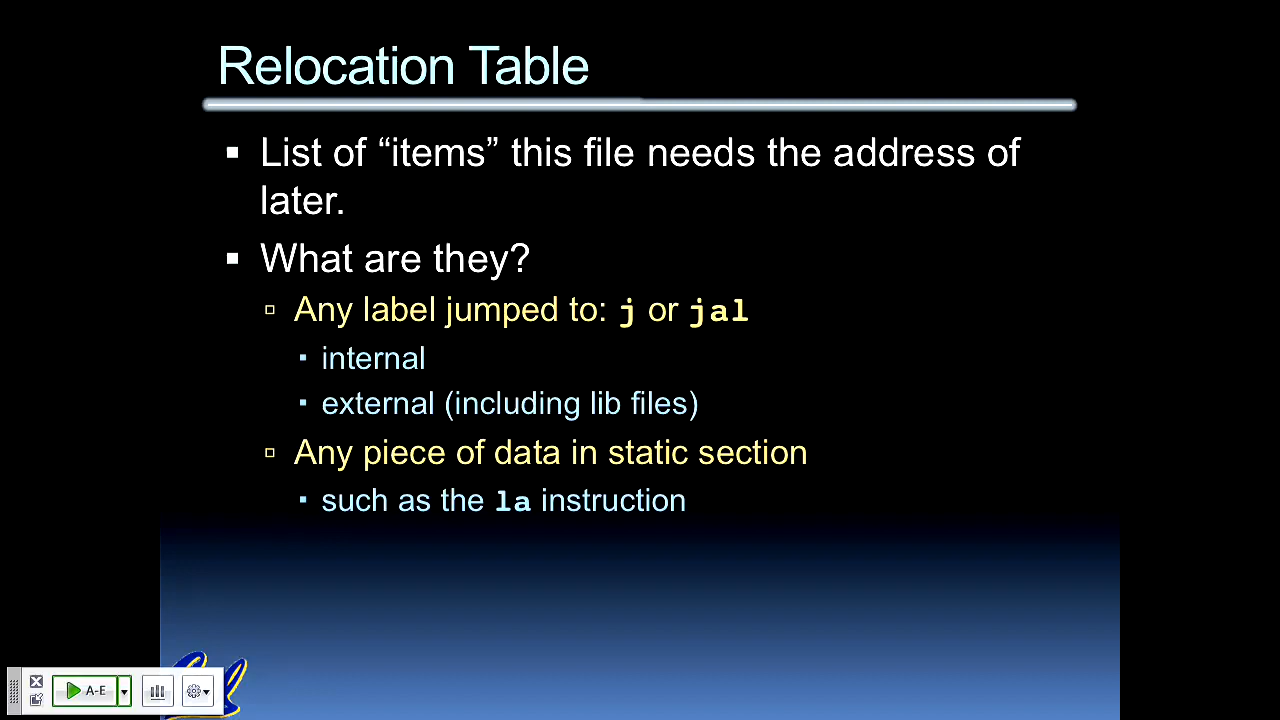 Relocation Table
▪ List of “items” this file needs the address of
later.
▪ What are they?
▫ Any label jumped to: j or jal
▪ internal
▪ external (including lib files)
▫ Any piece of data in static section
▪ such as the la instruction
A-E